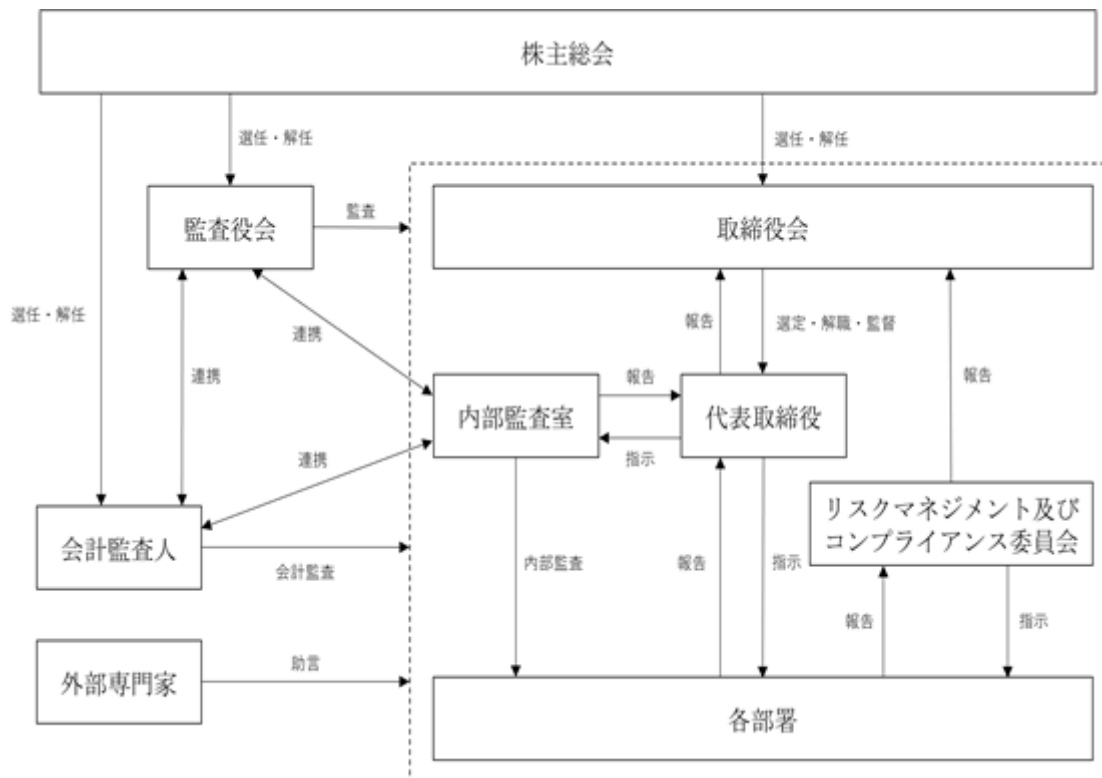 株主総会
選任・解任
選任・解任
監査役会
監査
取締役会
選任・解任
連携
連携
報告
選定・解職・監督
報告
内部監査室
報告
指示
代表取締役
連携
リスクマネジメント及び
コンプライアンス委員会
会計監査人
会計監査
内部監査
報告
指示
報告
指示
外部専門家
助言
各部署